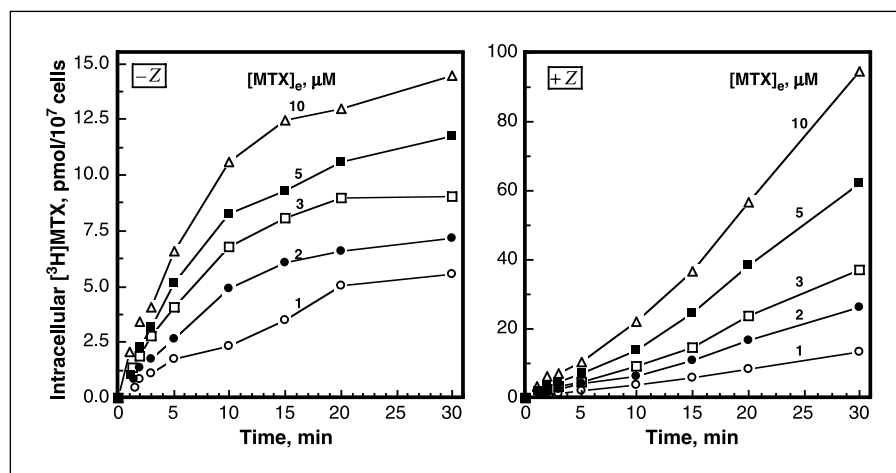 Intracellular [³H]MTX, pmol/10⁷ cells
15.0
12.5
10.0
7.5
5.0
2.5
0.0
−Z
[MTX]e, µM
10
5
3
2
1
0 5 10 15 20 25 30
Time, min
100
80
60
40
20
0
+Z
[MTX]e, µM
10
5
3
2
1
0 5 10 15 20 25 30
Time, min